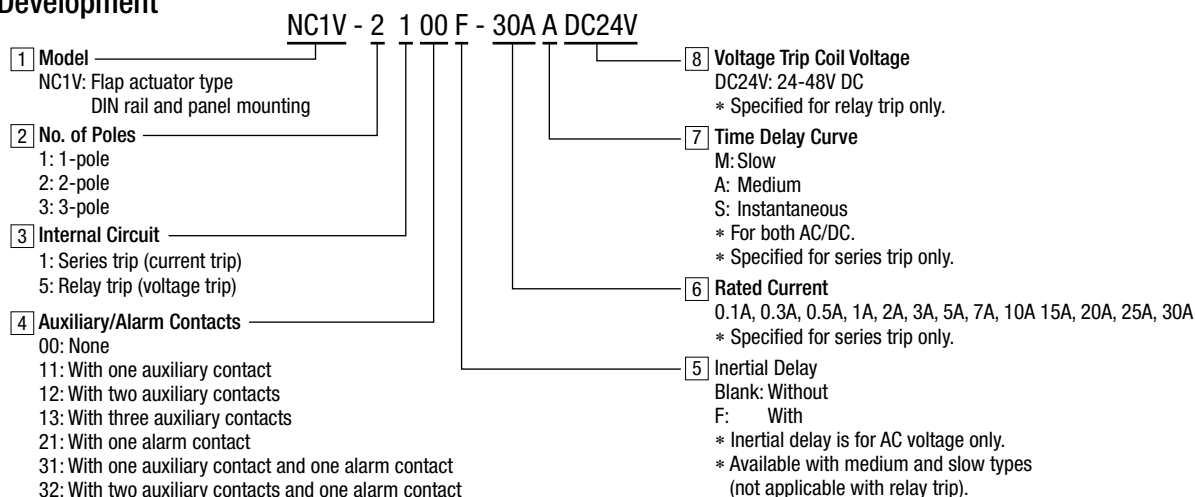 Development
NC1V - 2 1 00 F - 30A A DC24V
1 Model
NC1V: Flap actuator type
DIN rail and panel mounting
2 No. of Poles
1: 1-pole
2: 2-pole
3: 3-pole
3 Internal Circuit
1: Series trip (current trip)
5: Relay trip (voltage trip)
4 Auxiliary/Alarm Contacts
00: None
11: With one auxiliary contact
12: With two auxiliary contacts
13: With three auxiliary contacts
21: With one alarm contact
31: With one auxiliary contact and one alarm contact
32: With two auxiliary contacts and one alarm contact
8 Voltage Trip Coil Voltage
DC24V: 24-48V DC
* Specified for relay trip only.
7 Time Delay Curve
M: Slow
A: Medium
S: Instantaneous
* For both AC/DC.
* Specified for series trip only.
6 Rated Current
0.1A, 0.3A, 0.5A, 1A, 2A, 3A, 5A, 7A, 10A 15A, 20A, 25A, 30A
* Specified for series trip only.
5 Inertial Delay
Blank: Without
F: With
* Inertial delay is for AC voltage only.
* Available with medium and slow types
(not applicable with relay trip).